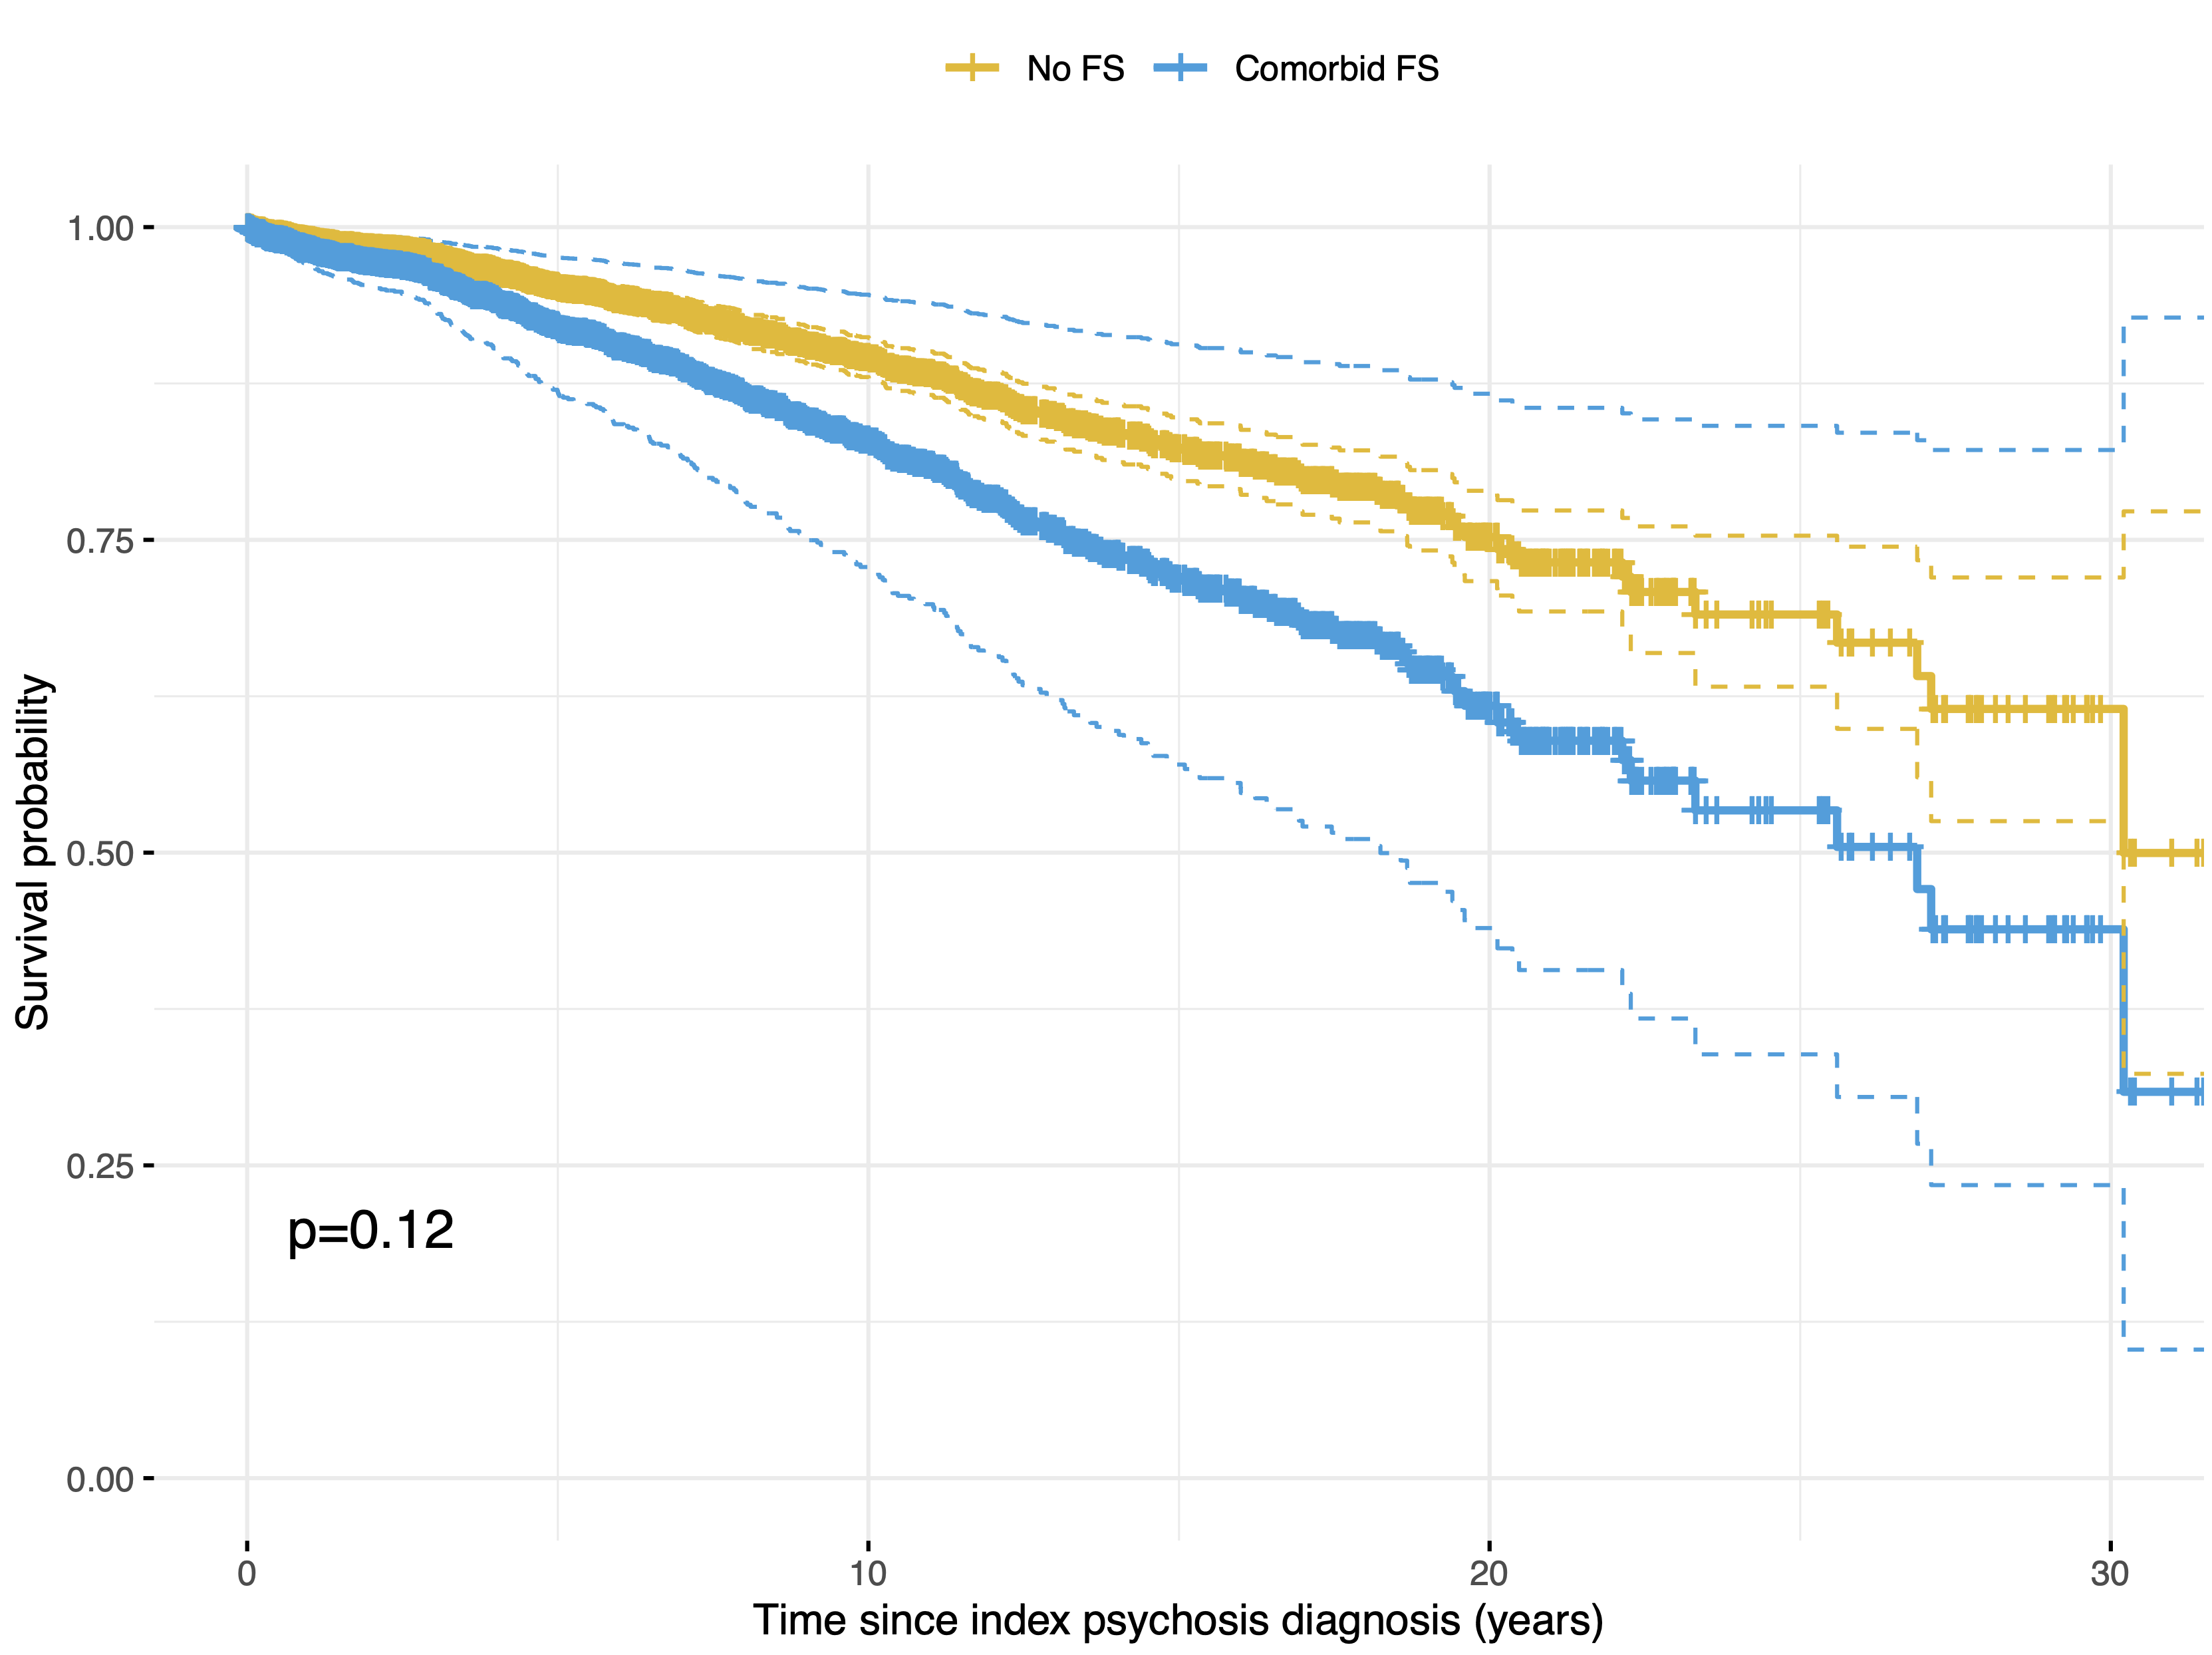 No FS Comorbid FS
1.00
0.75
0.50
0.25
0.00
Survival probability
p=0.12
0 10 20 30
Time since index psychosis diagnosis (years)